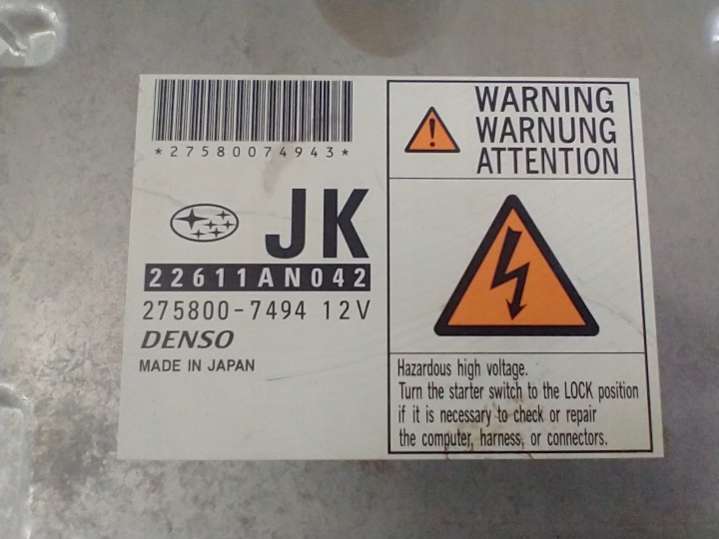 *27580074943*
JK
22611AN042
275800-7494 12V
DENSO
MADE IN JAPAN
WARNING
WARNUNG
ATTENTION
Hazardous high voltage.
Turn the starter switch to the LOCK position
if it is necessary to check or repair
the computer, harness, or connectors.